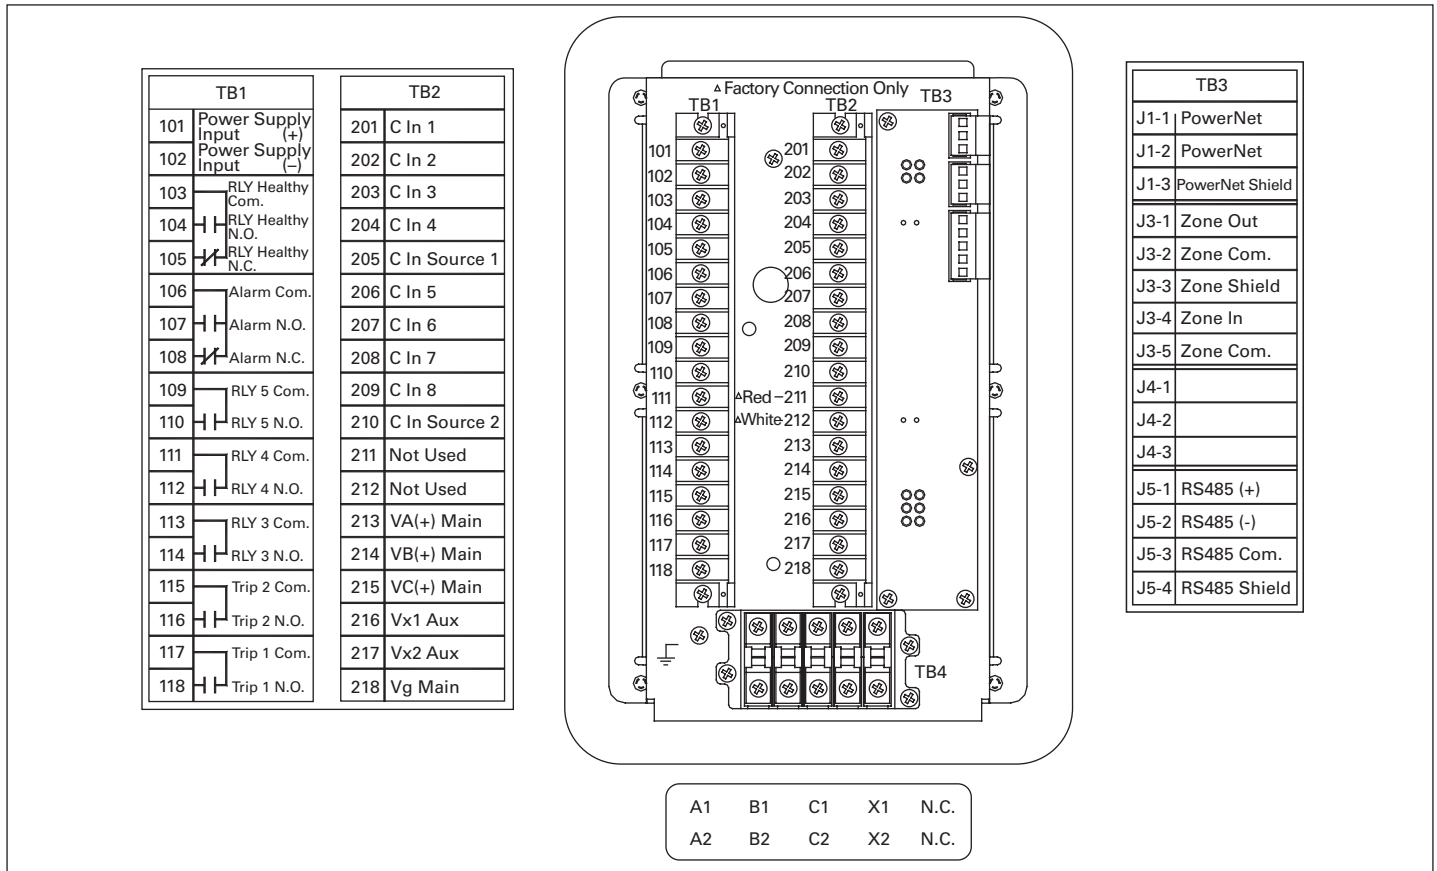 TB1
101 Power Supply
Input (+)
102 Power Supply
Input (–)
103 RLY Healthy
Com.
104 RLY Healthy
N.O.
105 RLY Healthy
N.C.
106 Alarm Com.
107 Alarm N.O.
108 Alarm N.C.
109 RLY 5 Com.
110 RLY 5 N.O.
111 RLY 4 Com.
112 RLY 4 N.O.
113 RLY 3 Com.
114 RLY 3 N.O.
115 Trip 2 Com.
116 Trip 2 N.O.
117 Trip 1 Com.
118 Trip 1 N.O.
TB2
201 C In 1
202 C In 2
203 C In 3
204 C In 4
205 C In Source 1
206 C In 5
207 C In 6
208 C In 7
209 C In 8
210 C In Source 2
211 Not Used
212 Not Used
213 VA(+) Main
214 VB(+) Main
215 VC(+) Main
216 Vx1 Aux
217 Vx2 Aux
218 Vg Main
△ Factory Connection Only
TB1 TB2 TB3
101 201
102 202
103 203
104 204
105 205
106 206
107 207
108 208
109 209
110 210
111 △Red – 211
112 △White - 212
113 213
114 214
115 215
116 216
117 217
118 218
TB4
A1 B1 C1 X1 N.C.
A2 B2 C2 X2 N.C.
TB3
J1-1 PowerNet
J1-2 PowerNet
J1-3 PowerNet Shield
J3-1 Zone Out
J3-2 Zone Com.
J3-3 Zone Shield
J3-4 Zone In
J3-5 Zone Com.
J4-1
J4-2
J4-3
J5-1 RS485 (+)
J5-2 RS485 (-)
J5-3 RS485 Com.
J5-4 RS485 Shield